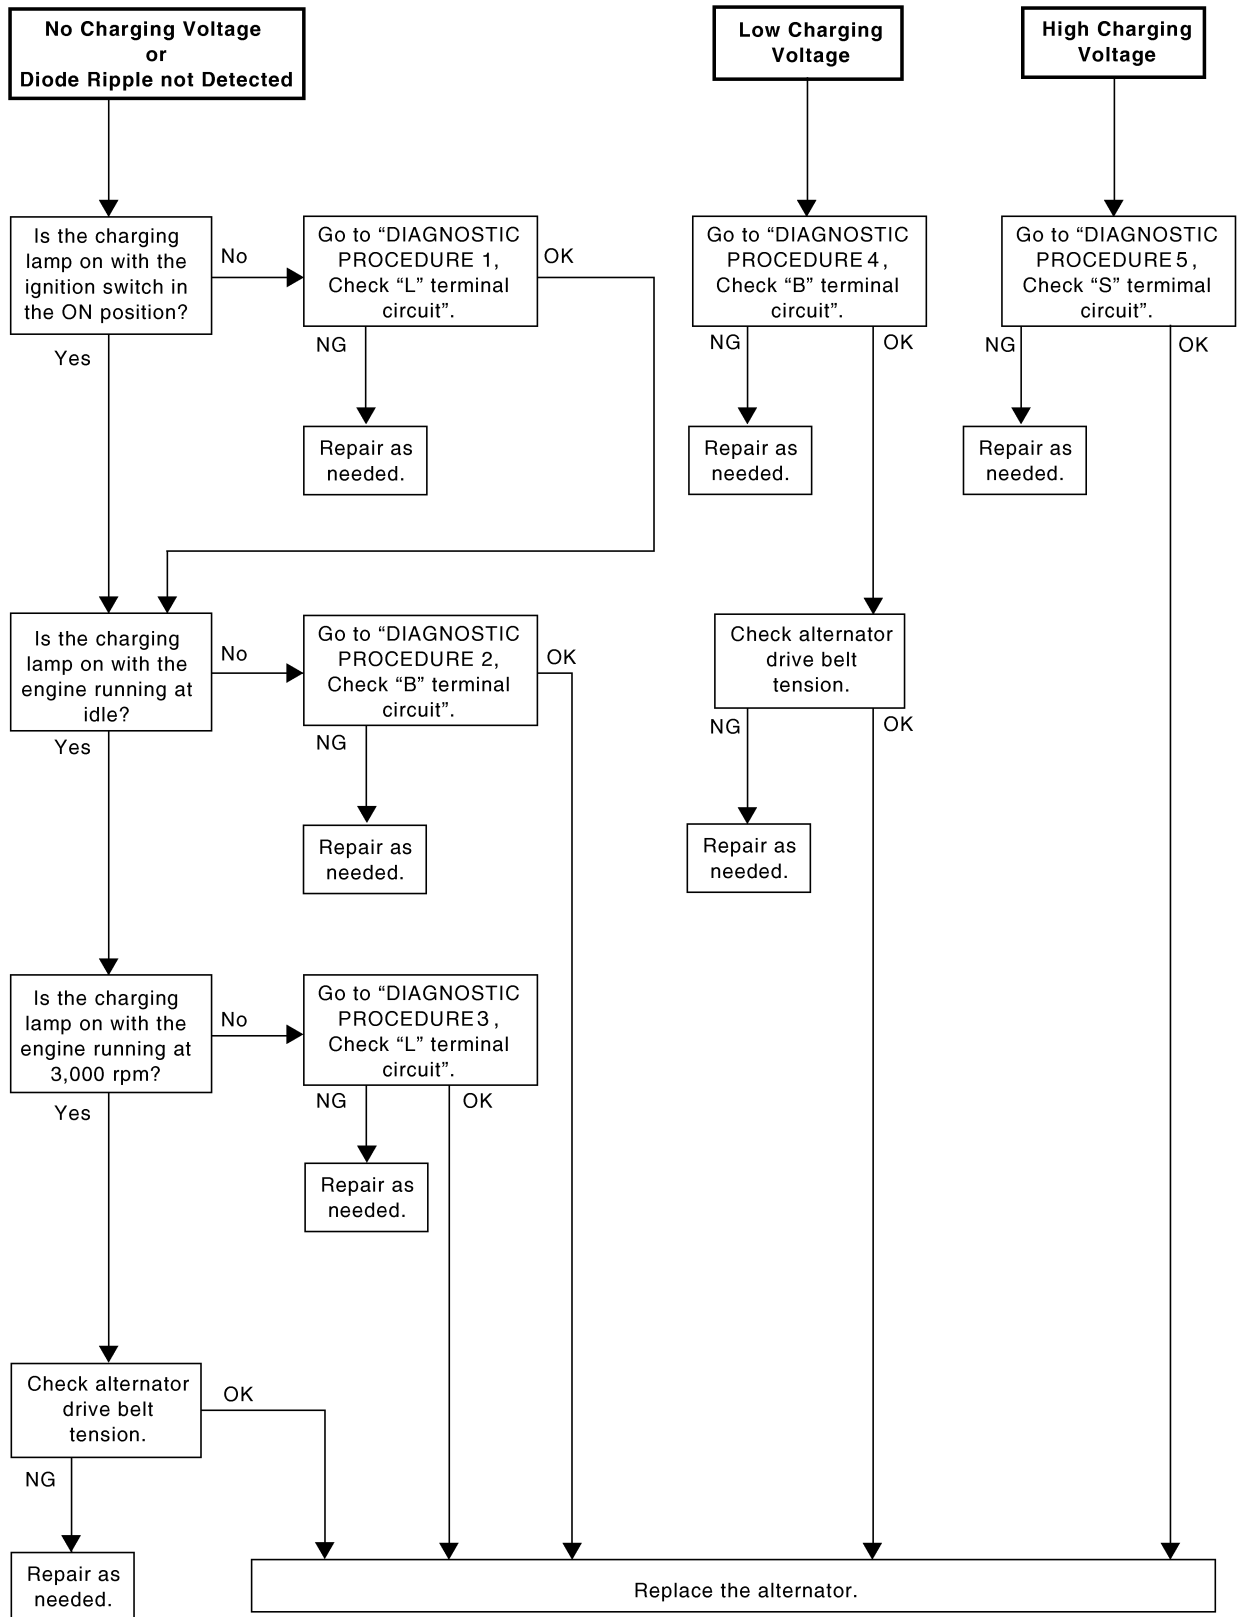 No Charging Voltage
or
Diode Ripple not Detected
Low Charging
Voltage
High Charging
Voltage
Is the charging
lamp on with the
ignition switch in
the ON position?
No
Go to “DIAGNOSTIC
PROCEDURE 1,
Check “L” terminal
circuit”.
OK
Go to “DIAGNOSTIC
PROCEDURE 4,
Check “B” terminal
circuit”.
Go to “DIAGNOSTIC
PROCEDURE 5,
Check “S” termimal
circuit”.
Yes
NG
NG
OK
NG
OK
Repair as
needed.
Repair as
needed.
Repair as
needed.
Is the charging
lamp on with the
engine running at
idle?
No
Go to “DIAGNOSTIC
PROCEDURE 2,
Check “B” terminal
circuit”.
OK
Check alternator
drive belt
tension.
Yes
NG
NG
OK
Repair as
needed.
Repair as
needed.
Is the charging
lamp on with the
engine running at
3,000 rpm?
No
Go to “DIAGNOSTIC
PROCEDURE 3,
Check “L” terminal
circuit”.
Yes
NG
OK
Repair as
needed.
Check alternator
drive belt
tension.
OK
NG
Repair as
needed.
Replace the alternator.